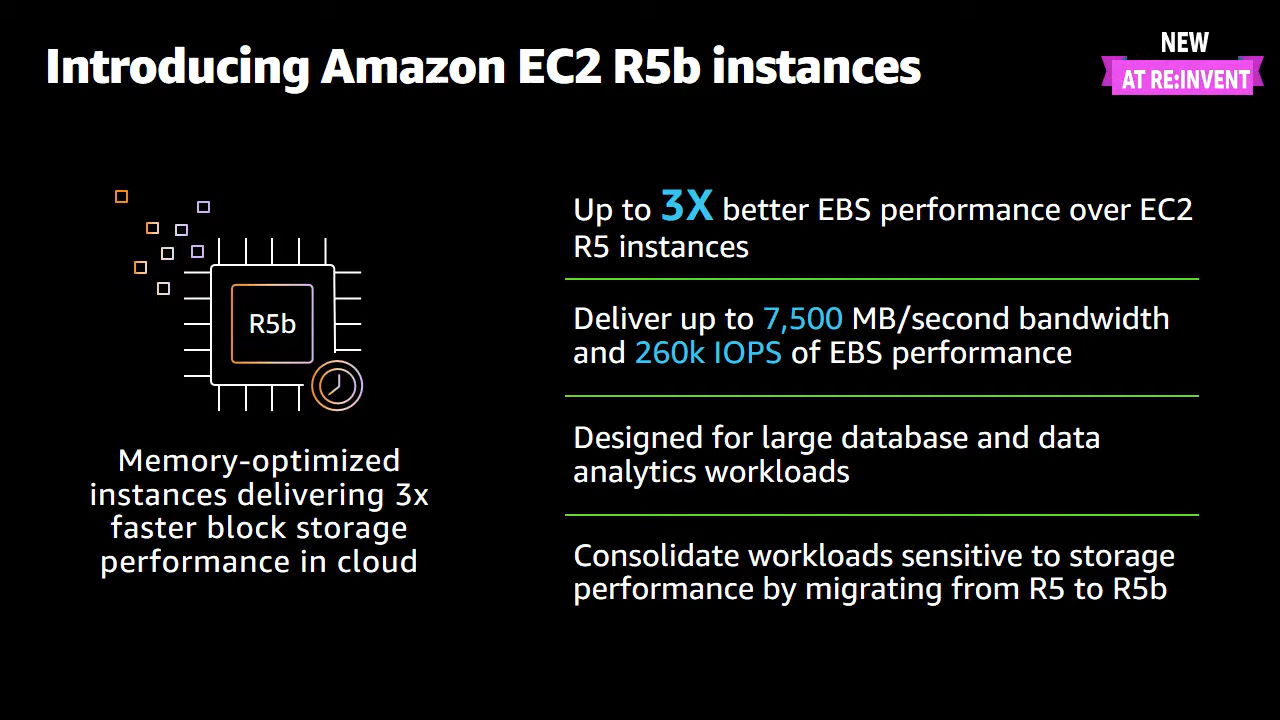 Introducing Amazon EC2 R5b instances
NEW
AT RE:INVENT
R5b
Memory-optimized
instances delivering 3x
faster block storage
performance in cloud
Up to 3X better EBS performance over EC2
R5 instances
Deliver up to 7,500 MB/second bandwidth
and 260k IOPS of EBS performance
Designed for large database and data
analytics workloads
Consolidate workloads sensitive to storage
performance by migrating from R5 to R5b